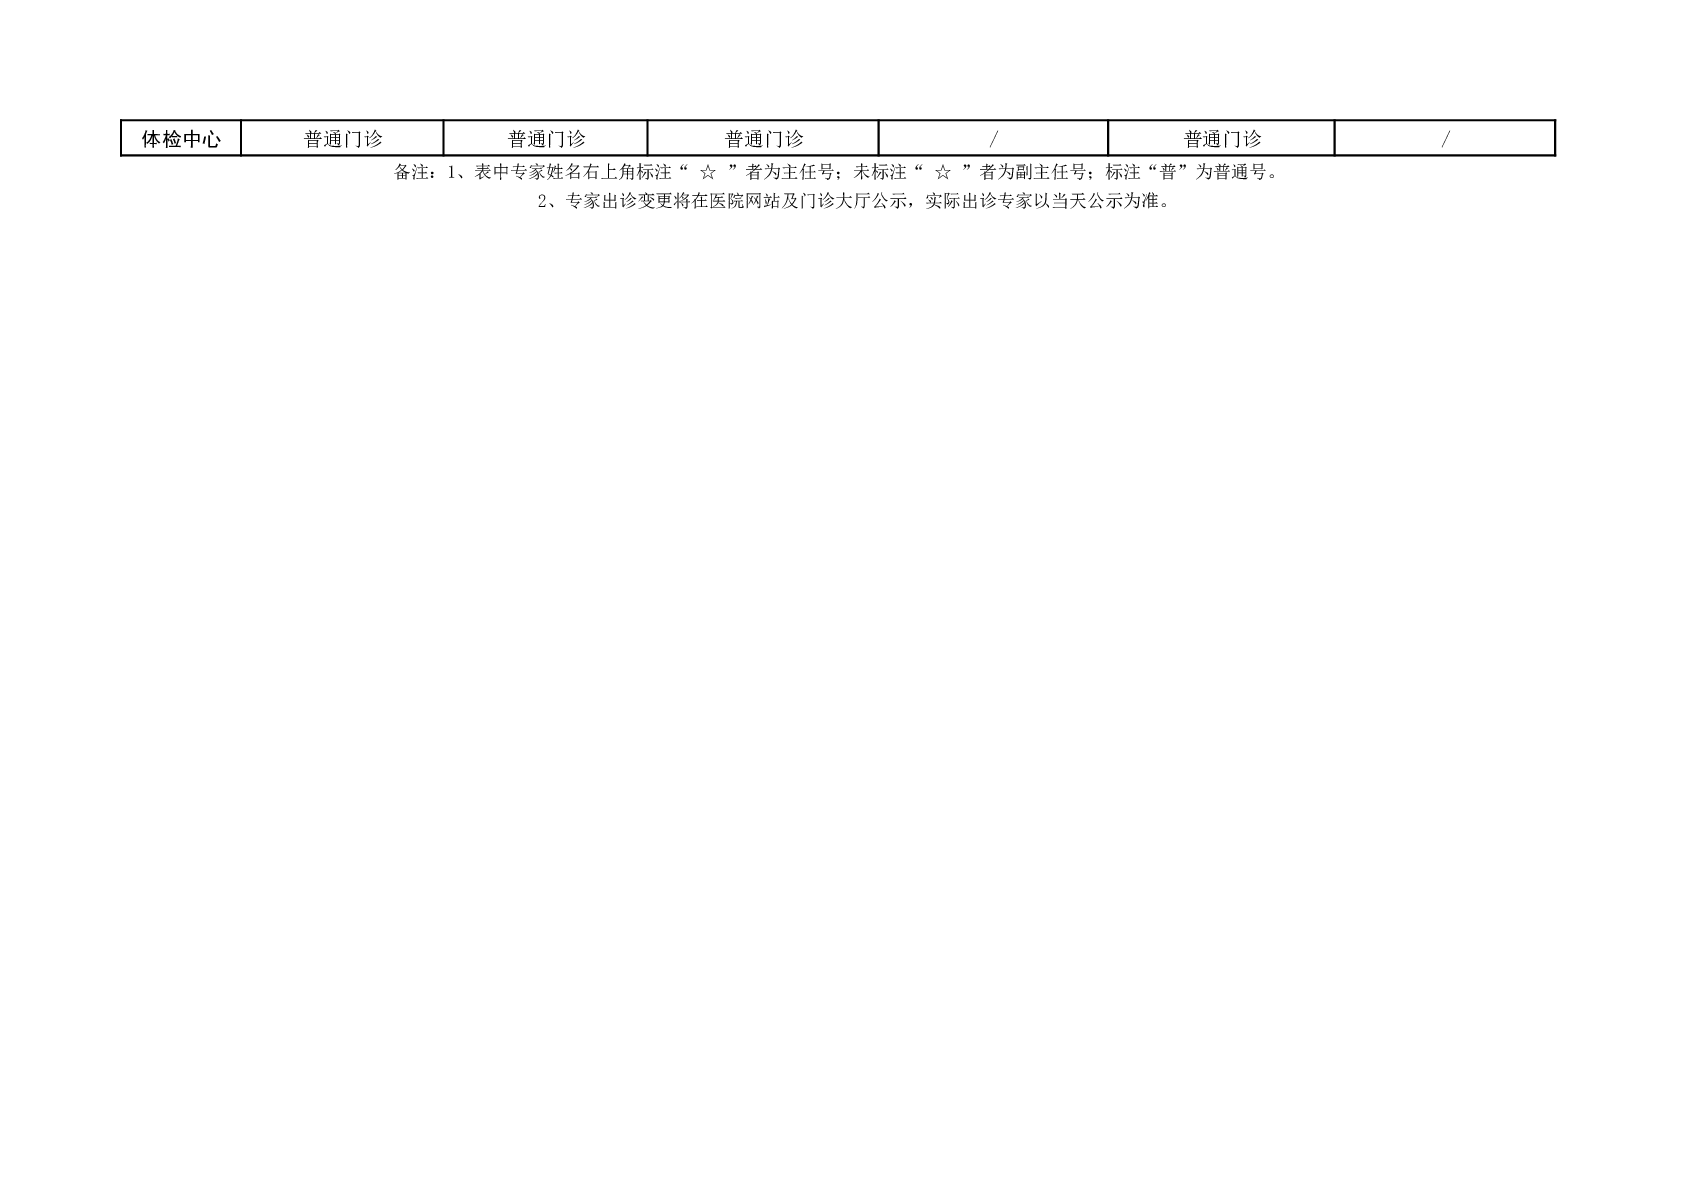 体检中心 普通门诊 普通门诊 普通门诊 / 普通门诊 /
备注：1、表中专家姓名右上角标注“ ☆ ”者为主任号；未标注“ ☆ ”者为副主任号；标注“普”为普通号。
2、专家出诊变更将在医院网站及门诊大厅公示，实际出诊专家以当天公示为准。